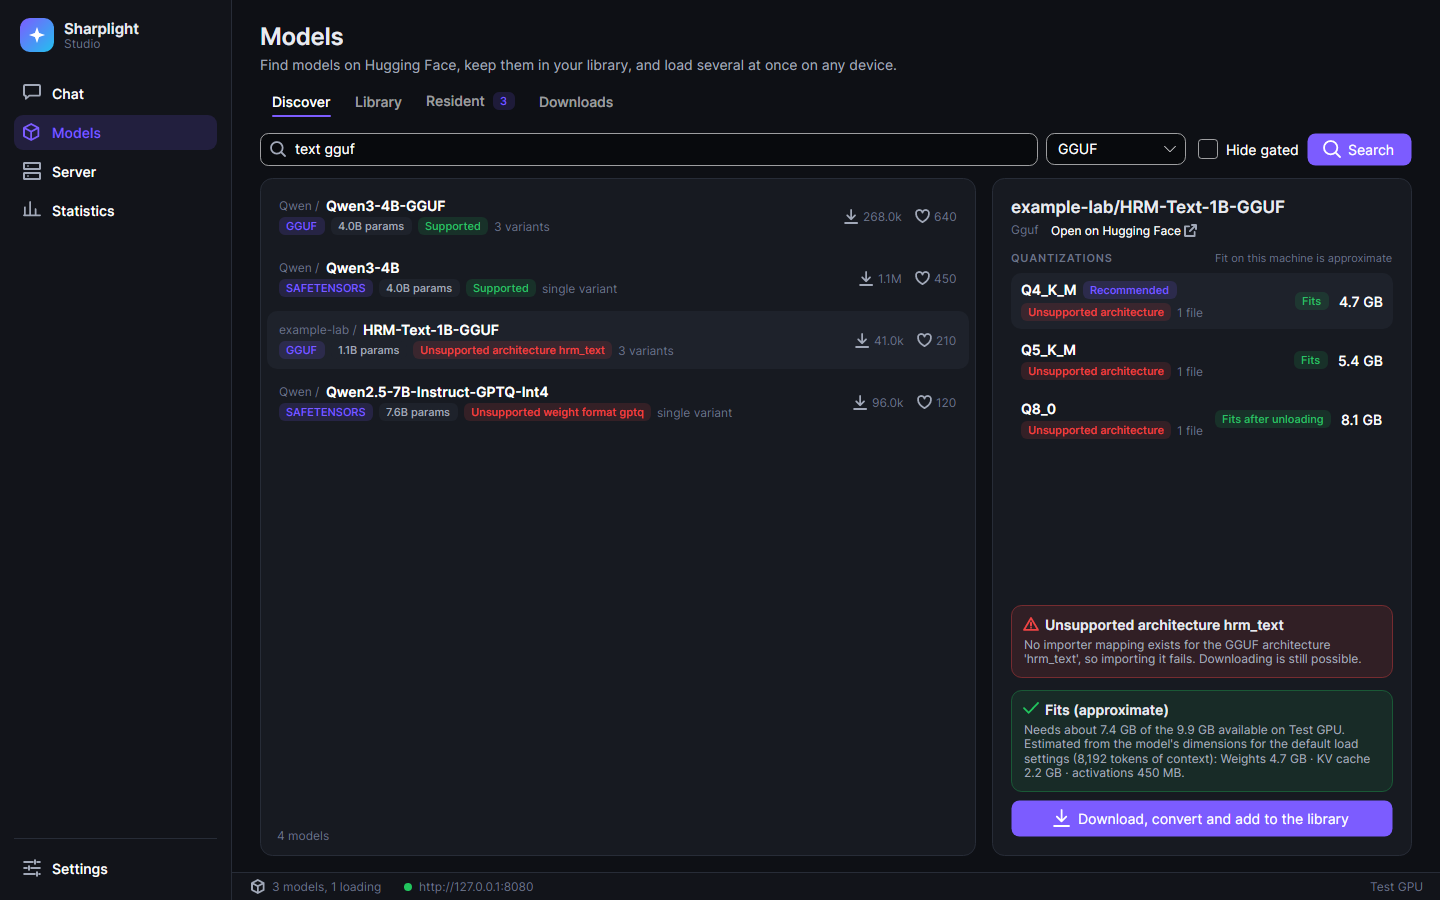 Sharplight
Studio
Chat
Models
Server
Statistics
Settings
Models
Find models on Hugging Face, keep them in your library, and load several at once on any device.
Discover
Library
Resident 3
Downloads
text gguf
GGUF
Hide gated
Search
Qwen / Qwen3-4B-GGUF
GGUF 4.0B params Supported 3 variants
268.0k 640
Qwen / Qwen3-4B
SAFETENSORS 4.0B params Supported single variant
1.1M 450
example-lab / HRM-Text-1B-GGUF
GGUF 1.1B params Unsupported architecture hrm_text 3 variants
41.0k 210
Qwen / Qwen2.5-7B-Instruct-GPTQ-Int4
SAFETENSORS 7.6B params Unsupported weight format gptq single variant
96.0k 120
4 models
example-lab/HRM-Text-1B-GGUF
Gguf Open on Hugging Face
QUANTIZATIONS Fit on this machine is approximate
Q4_K_M Recommended
Unsupported architecture 1 file
Fits 4.7 GB
Q5_K_M
Unsupported architecture 1 file
Fits 5.4 GB
Q8_0
Unsupported architecture 1 file
Fits after unloading 8.1 GB
Unsupported architecture hrm_text
No importer mapping exists for the GGUF architecture
'hrm_text', so importing it fails. Downloading is still possible.
Fits (approximate)
Needs about 7.4 GB of the 9.9 GB available on Test GPU.
Estimated from the model's dimensions for the default load
settings (8,192 tokens of context): Weights 4.7 GB · KV cache
2.2 GB · activations 450 MB.
Download, convert and add to the library
3 models, 1 loading
http://127.0.0.1:8080
Test GPU